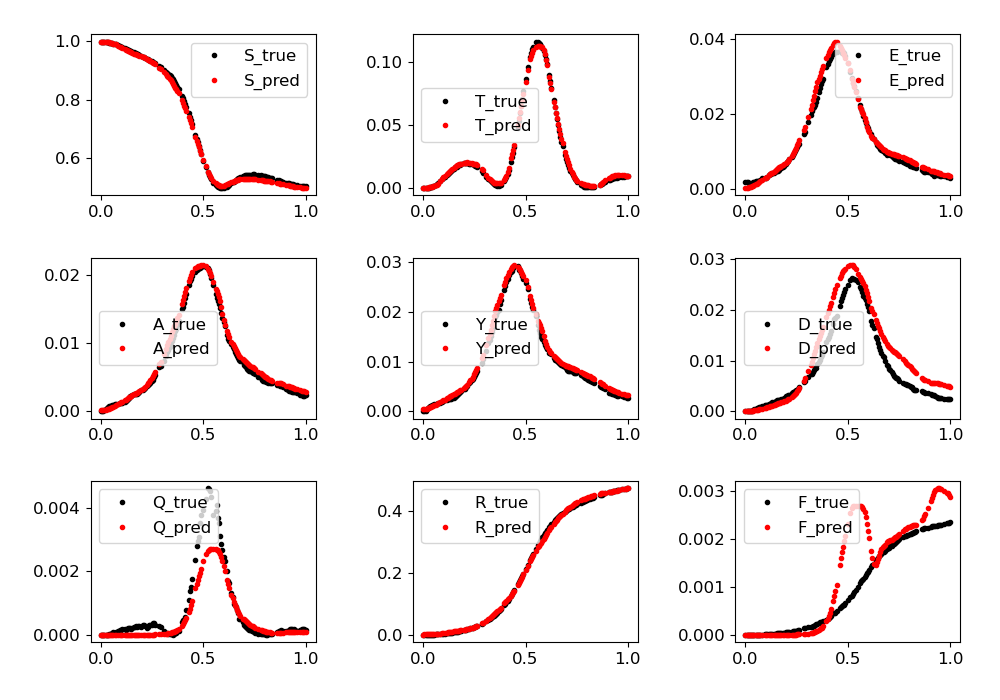 1.0
0.8
0.6
0.0 0.5 1.0
S_true
S_pred
0.10
0.05
0.00
0.0 0.5 1.0
T_true
T_pred
0.04
0.02
0.00
0.0 0.5 1.0
E_true
E_pred
0.02
0.01
0.00
0.0 0.5 1.0
A_true
A_pred
0.03
0.02
0.01
0.00
0.0 0.5 1.0
Y_true
Y_pred
0.03
0.02
0.01
0.00
0.0 0.5 1.0
D_true
D_pred
0.004
0.002
0.000
0.0 0.5 1.0
Q_true
Q_pred
0.4
0.2
0.0
0.0 0.5 1.0
R_true
R_pred
0.003
0.002
0.001
0.000
0.0 0.5 1.0
F_true
F_pred